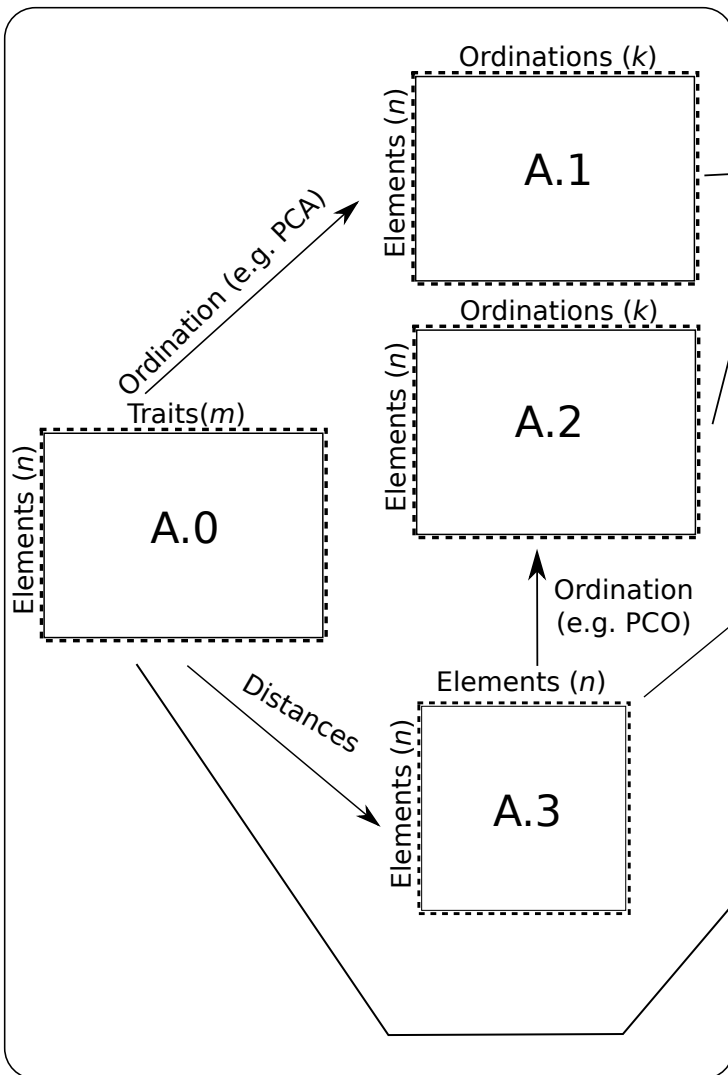 Ordinations (k)
Elements (n)
A.1
Ordination (e.g. PCA)
Ordinations (k)
Elements (n)
A.2
Traits(m)
Elements (n)
A.0
Ordination
(e.g. PCO)
Distances
Elements (n)
Elements (n)
A.3